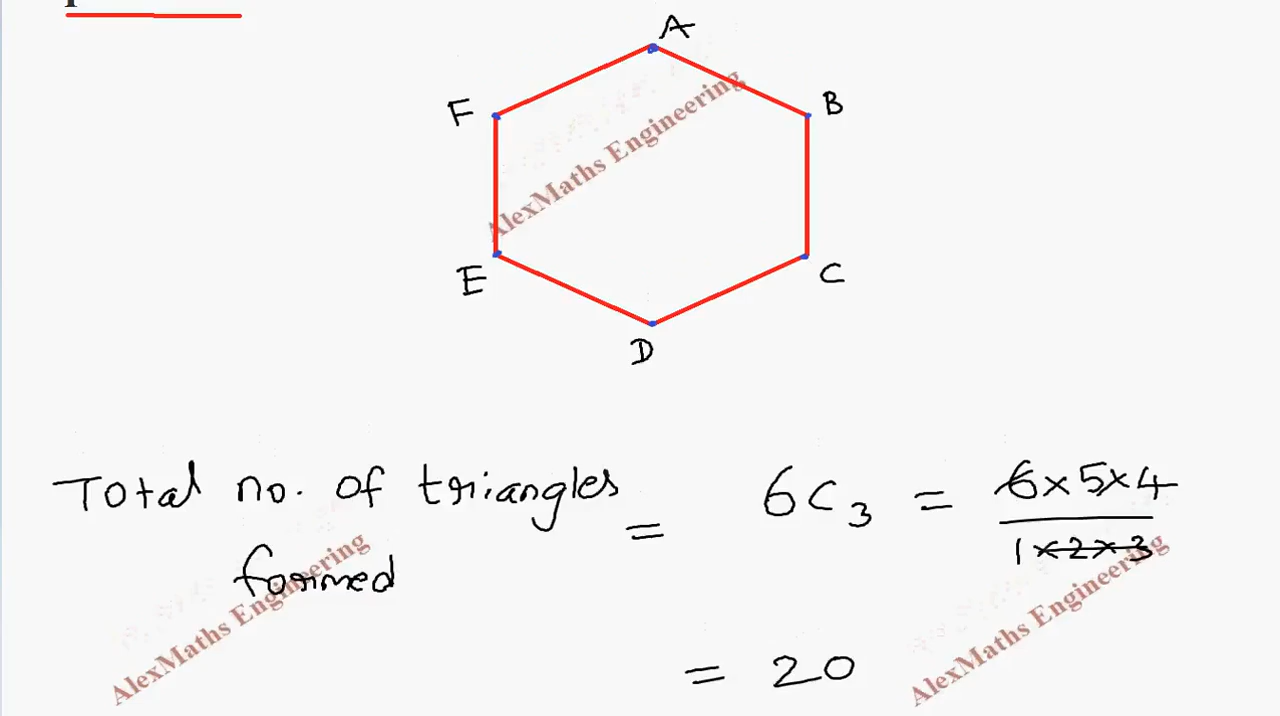 A
F
B
AlexMaths Engineering
E
C
D
Total no. of triangles formed = 6C₃ = 6×5×4 / 1×2×3
AlexMaths Engineering
AlexMaths Engineering
= 20